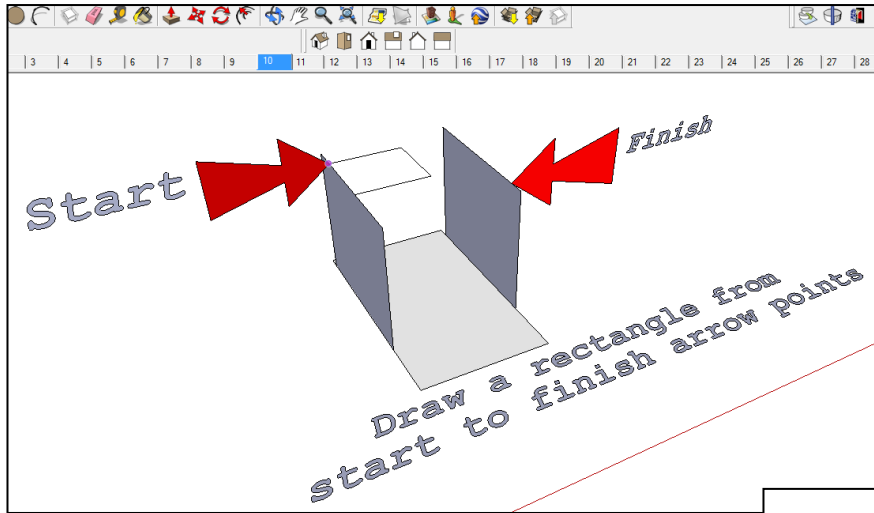 3 4 5 6 7 8 9 10 11 12 13 14 15 16 17 18 19 20 21 22 23 24 25 26 27 28
Start
Finish
Draw a rectangle from
start to finish arrow points